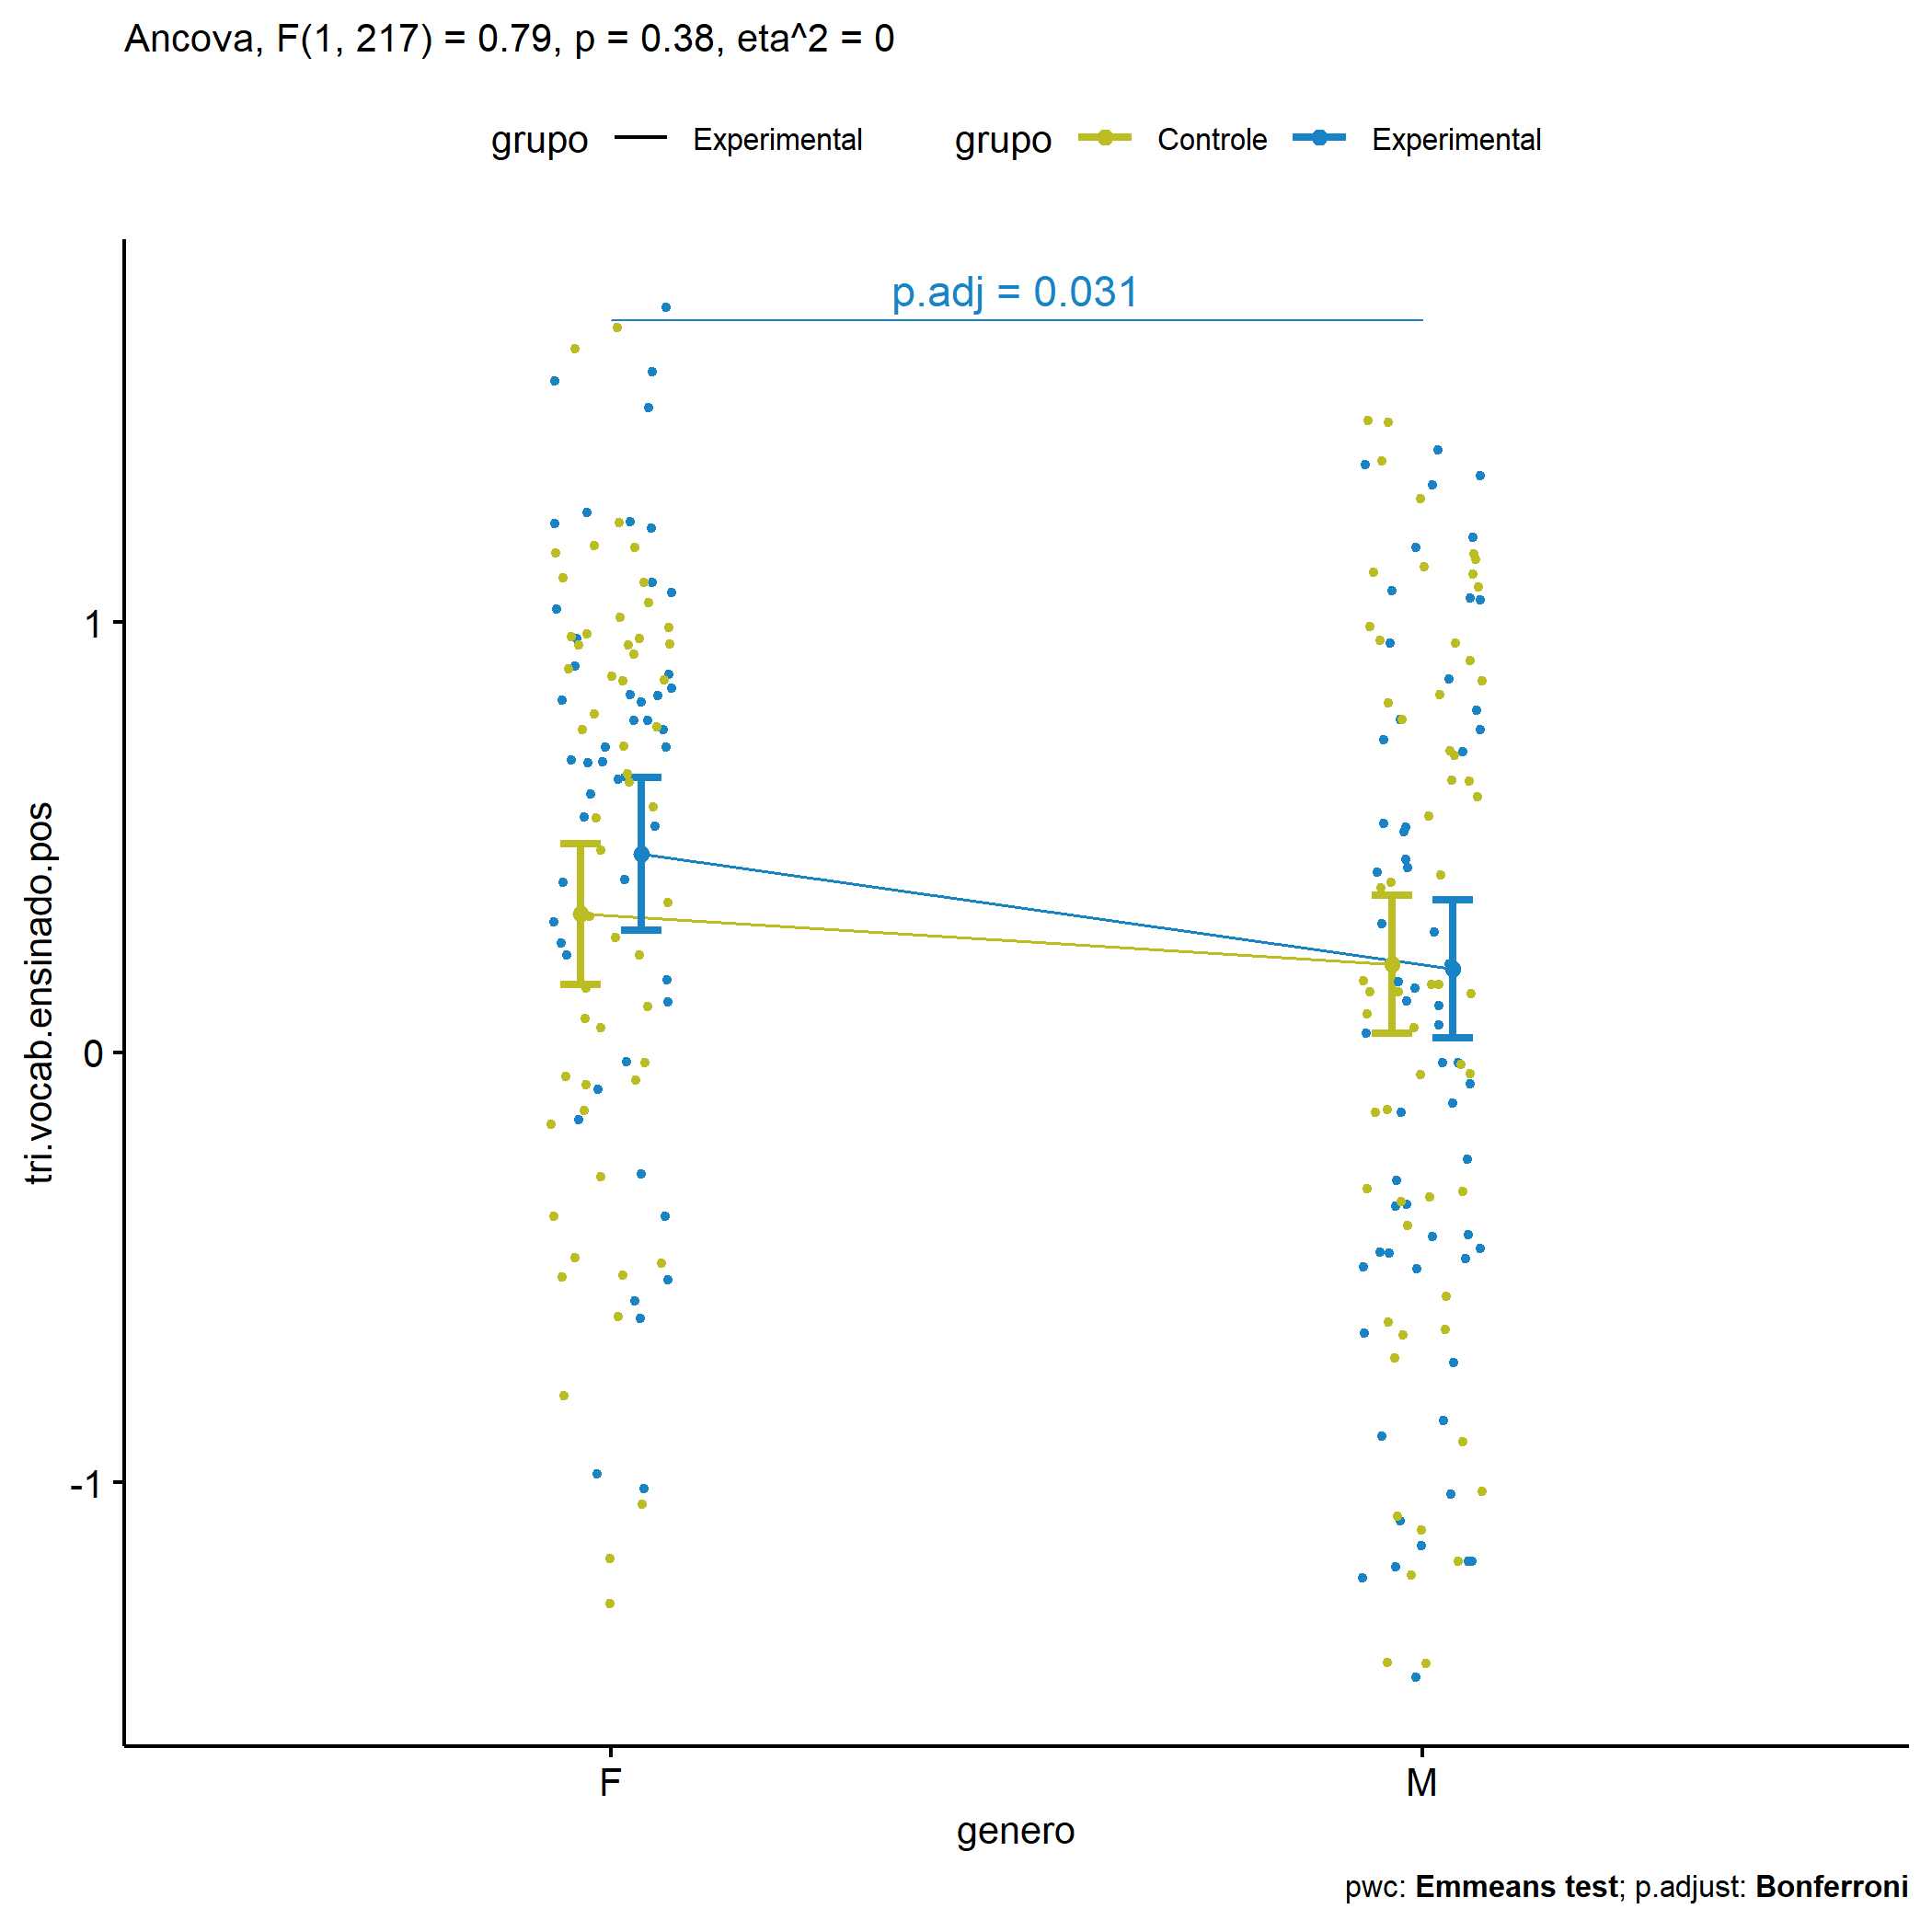 Ancova, F(1, 217) = 0.79, p = 0.38, eta^2 = 0
grupo Experimental grupo Controle Experimental
p.adj = 0.031
tri.vocab.ensinado.pos
1
0
-1
F M
genero
pwc: Emmeans test; p.adjust: Bonferroni